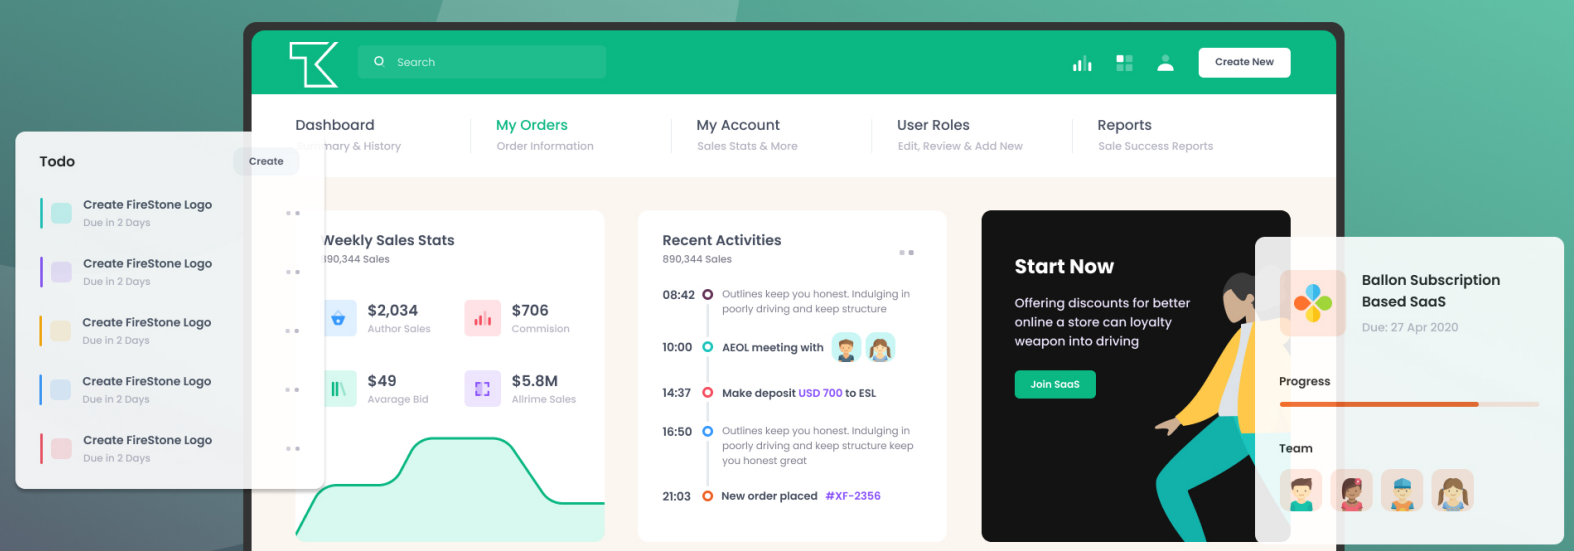 Search
Create New
Dashboard
My Orders
My Account
User Roles
Reports
Summary & History
Order Information
Sales Stats & More
Edit, Review & Add New
Sale Success Reports
Todo
Create
Create FireStone Logo
Due in 2 Days
Create FireStone Logo
Due in 2 Days
Create FireStone Logo
Due in 2 Days
Create FireStone Logo
Due in 2 Days
Create FireStone Logo
Due in 2 Days
Weekly Sales Stats
890,344 Sales
$2,034
Author Sales
$706
Commision
$49
Avarage Bid
$5.8M
Allrime Sales
Recent Activities
890,344 Sales
08:42
Outlines keep you honest. Indulging in
poorly driving and keep structure
10:00
AEOL meeting with
14:37
Make deposit USD 700 to ESL
16:50
Outlines keep you honest. Indulging in
poorly driving and keep structure keep
you honest great
21:03
New order placed #XF-2356
Start Now
Offering discounts for better
online a store can loyalty
weapon into driving
Join SaaS
Ballon Subscription
Based SaaS
Due: 27 Apr 2020
Progress
Team